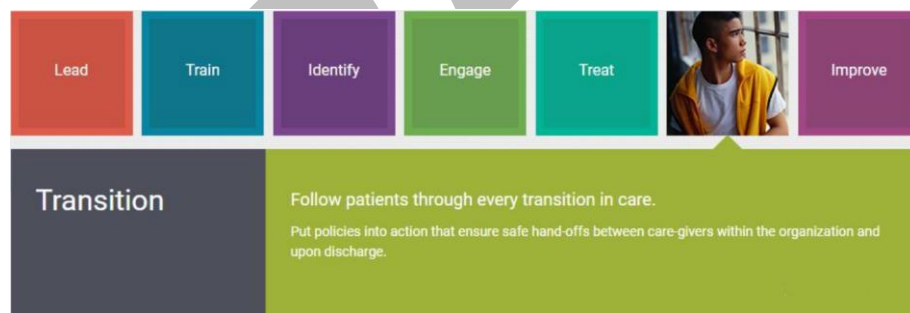 Lead
Train
Identify
Engage
Treat
Improve
Transition
Follow patients through every transition in care.
Put policies into action that ensure safe hand-offs between care-givers within the organization and
upon discharge.